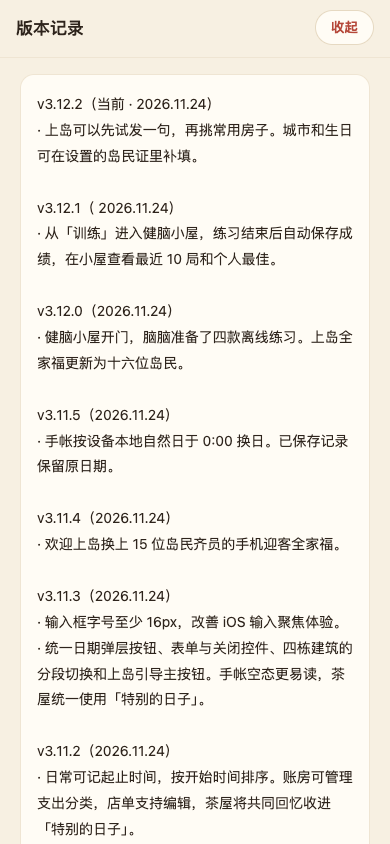 版本记录
收起
v3.12.2（当前 · 2026.11.24）
· 上岛可以先试发一句，再挑常用房子。城市和生日
可在设置的岛民证里补填。
v3.12.1（ 2026.11.24）
· 从「训练」进入健脑小屋，练习结束后自动保存成
绩，在小屋查看最近 10 局和个人最佳。
v3.12.0（2026.11.24）
· 健脑小屋开门，脑脑准备了四款离线练习。上岛全
家福更新为十六位岛民。
v3.11.5（2026.11.24）
· 手帐按设备本地自然日于 0:00 换日。已保存记录
保留原日期。
v3.11.4（2026.11.24）
· 欢迎上岛换上 15 位岛民齐员的手机迎客全家福。
v3.11.3（2026.11.24）
· 输入框字号至少 16px，改善 iOS 输入聚焦体验。
· 统一日期弹层按钮、表单与关闭控件、四栋建筑的
分段切换和上岛引导主按钮。手帐空态更易读，茶
屋统一使用「特别的日子」。
v3.11.2（2026.11.24）
· 日常可记起止时间，按开始时间排序。账房可管理
支出分类，店单支持编辑，茶屋将共同回忆收进
「特别的日子」。